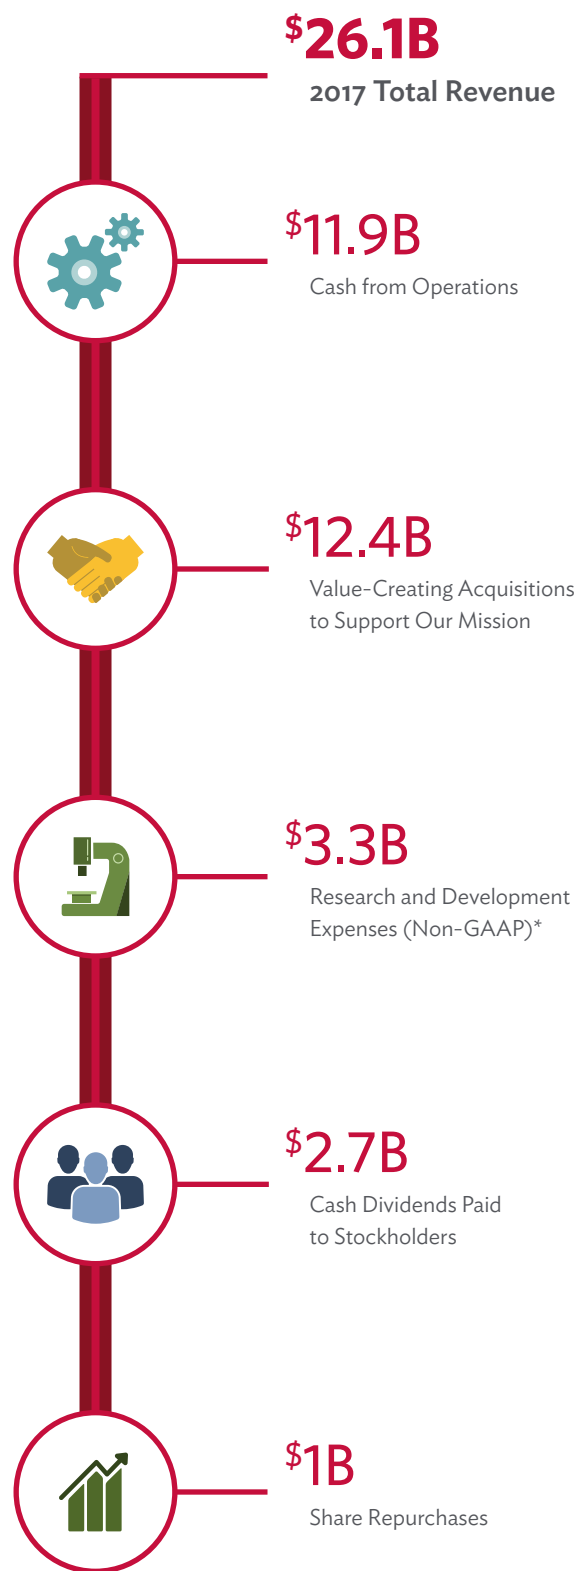 $26.1B
2017 Total Revenue
$11.9B
Cash from Operations
$12.4B
Value-Creating Acquisitions
to Support Our Mission
$3.3B
Research and Development
Expenses (Non-GAAP)*
$2.7B
Cash Dividends Paid
to Stockholders
$1B
Share Repurchases